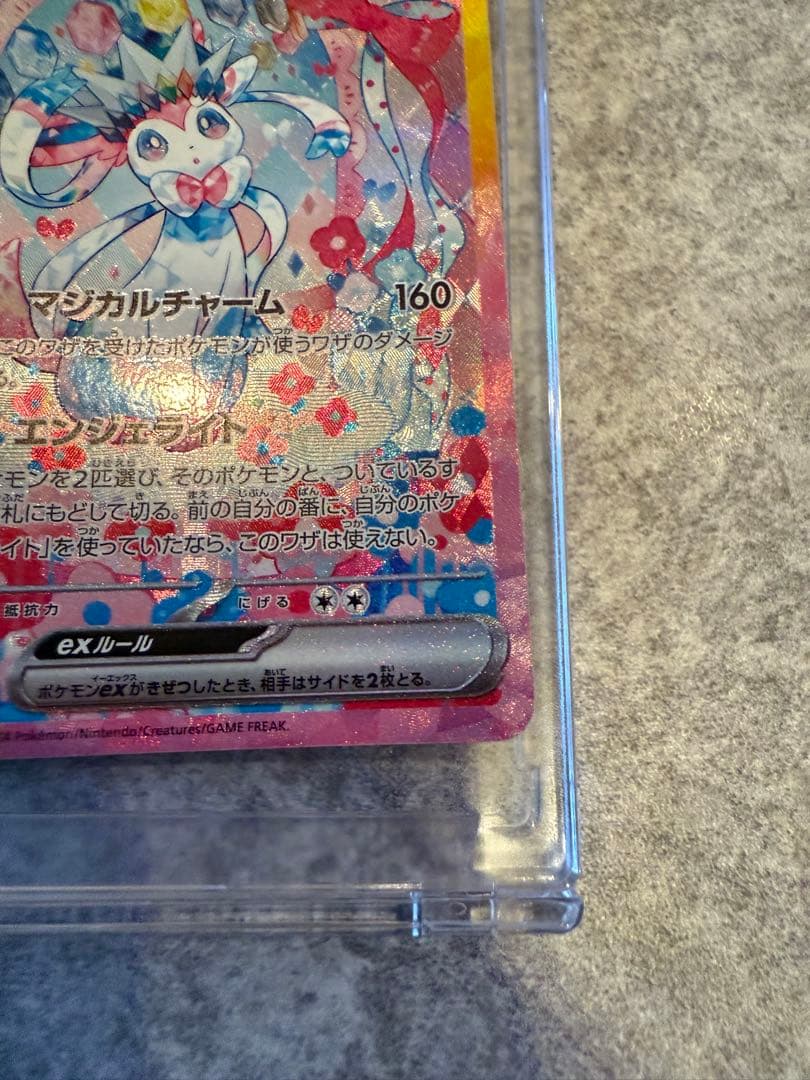 マジカルチャーム 160
このワザを受けたポケモンが使うワザのダメージ
る。
エンジェライト
モンを2匹選び、そのポケモンと、ついているす
札にもどして切る。前の自分の番に、自分のポケ
イト」を使っていたなら、このワザは使えない。
抵抗力 にげる
exルール
ポケモンexがきぜつしたとき、相手はサイドを2枚とる。
Pokémon/Nintendo/Creatures/GAME FREAK.